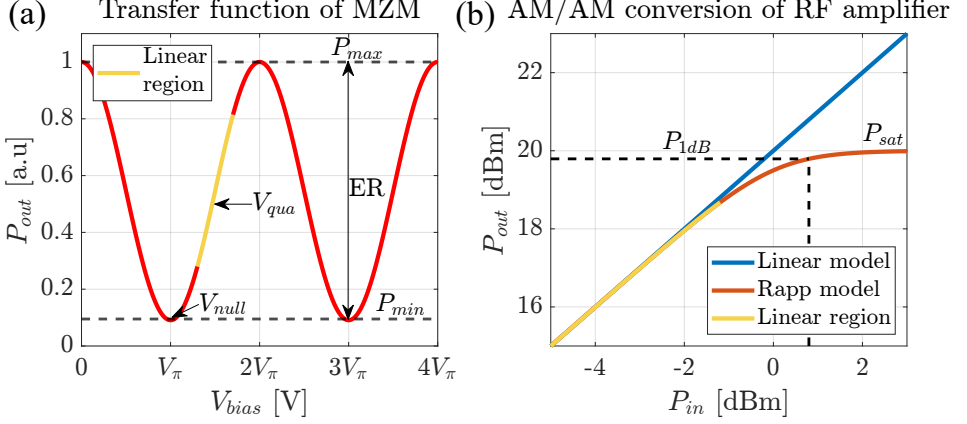 (a) Transfer function of MZM
P_max
Linear
region
1
0.8
0.6
0.4
0.2
0
P_out [a.u]
ER
V_qua
V_null
P_min
0 V_π 2V_π 3V_π 4V_π
V_bias [V]
(b) AM/AM conversion of RF amplifier
22
20
18
16
P_out [dBm]
P_1dB
P_sat
Linear model
Rapp model
Linear region
-4 -2 0 2
P_in [dBm]